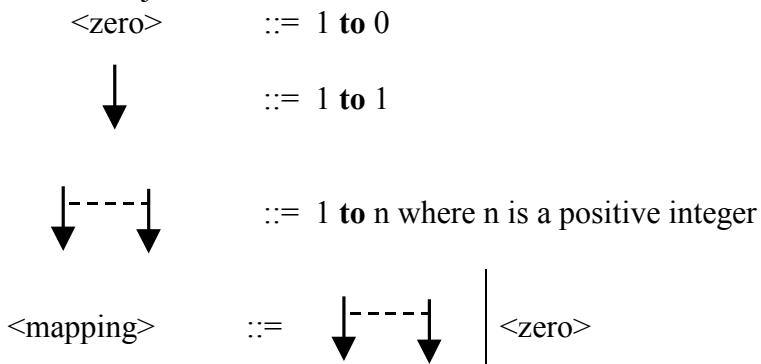 <zero> ::= 1 to 0
::= 1 to 1
::= 1 to n where n is a positive integer
<mapping> ::= | <zero>